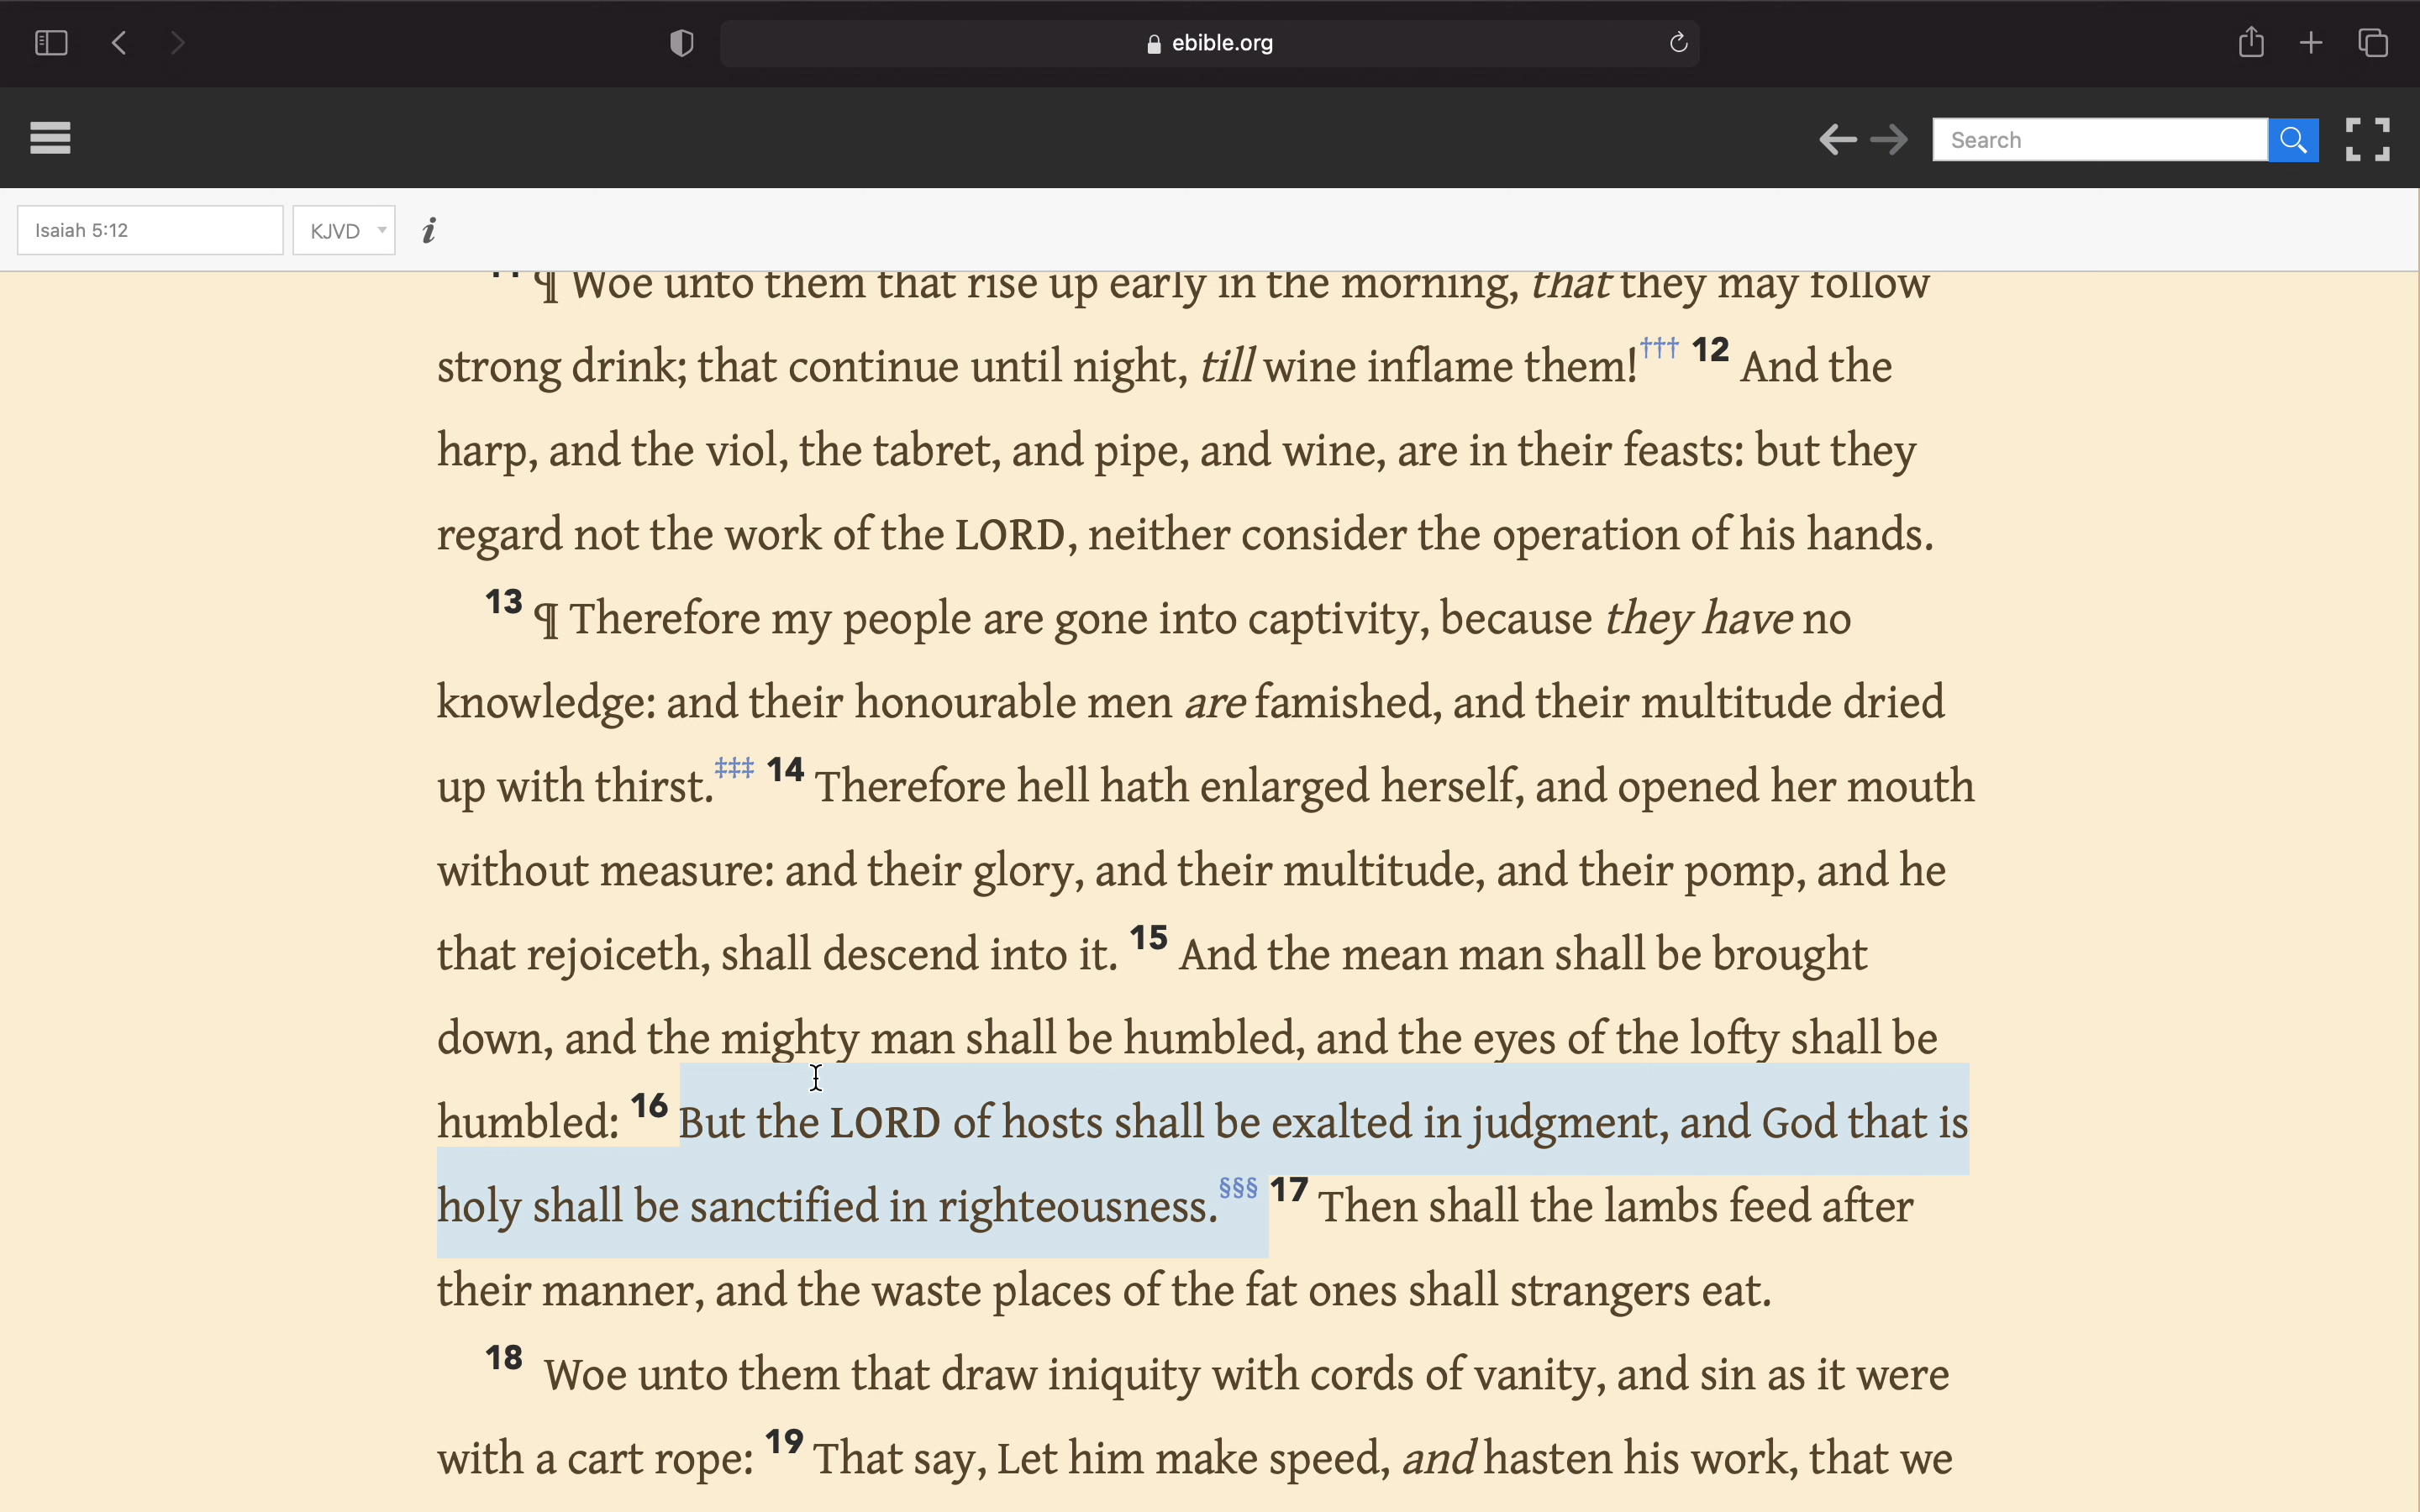 ebible.org
Search
Isaiah 5:12
KJVD
i
11 ¶ Woe unto them that rise up early in the morning, that they may follow
strong drink; that continue until night, till wine inflame them!††† 12 And the
harp, and the viol, the tabret, and pipe, and wine, are in their feasts: but they
regard not the work of the LORD, neither consider the operation of his hands.
13 ¶ Therefore my people are gone into captivity, because they have no
knowledge: and their honourable men are famished, and their multitude dried
up with thirst.‡‡‡ 14 Therefore hell hath enlarged herself, and opened her mouth
without measure: and their glory, and their multitude, and their pomp, and he
that rejoiceth, shall descend into it. 15 And the mean man shall be brought
down, and the mighty man shall be humbled, and the eyes of the lofty shall be
humbled: 16 But the LORD of hosts shall be exalted in judgment, and God that is
holy shall be sanctified in righteousness.§§§ 17 Then shall the lambs feed after
their manner, and the waste places of the fat ones shall strangers eat.
18 Woe unto them that draw iniquity with cords of vanity, and sin as it were
with a cart rope: 19 That say, Let him make speed, and hasten his work, that we